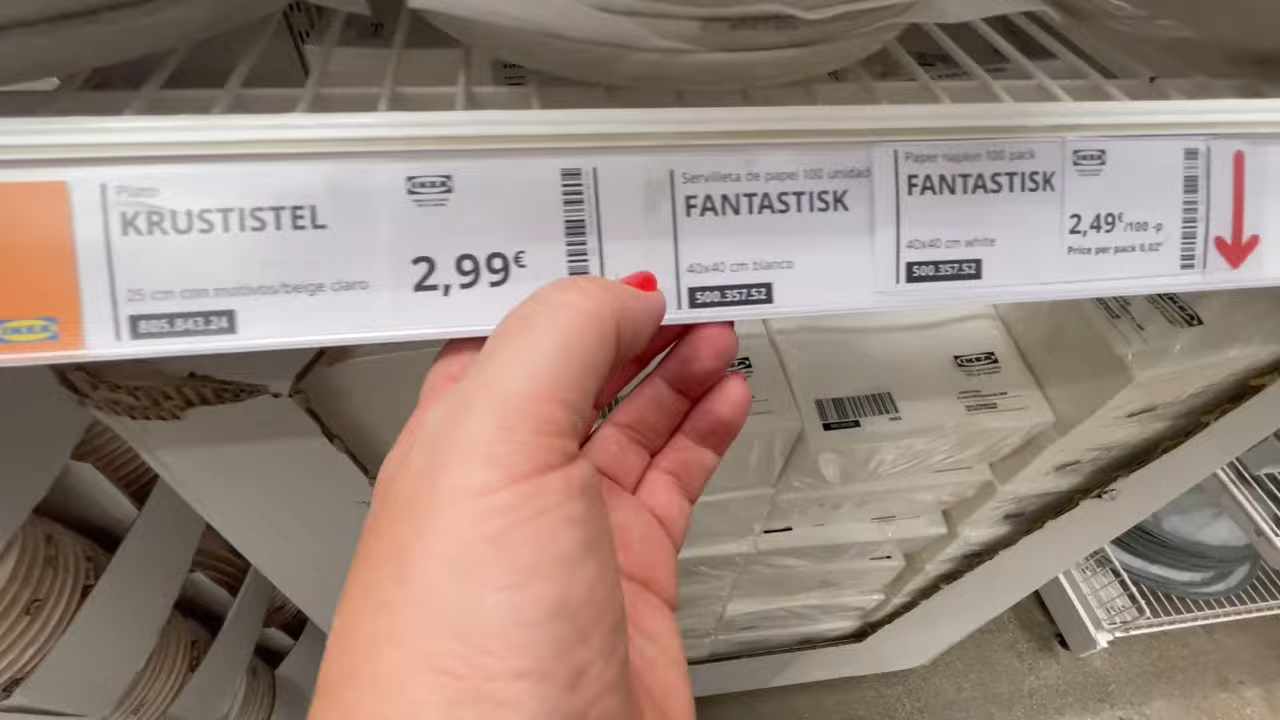 Plato
KRUSTISTEL
25 cm con motivos/beige claro
805.843.24
IKEA
2,99€
IKEA
Servilleta de papel 100 unidad
FANTASTISK
40x40 cm blanco
500.357.52
Paper napkin 100 pack
FANTASTISK
40x40 cm white
500.357.52
IKEA
2,49€/100 -p
Price per pack 0,02€
IKEA
IKEA